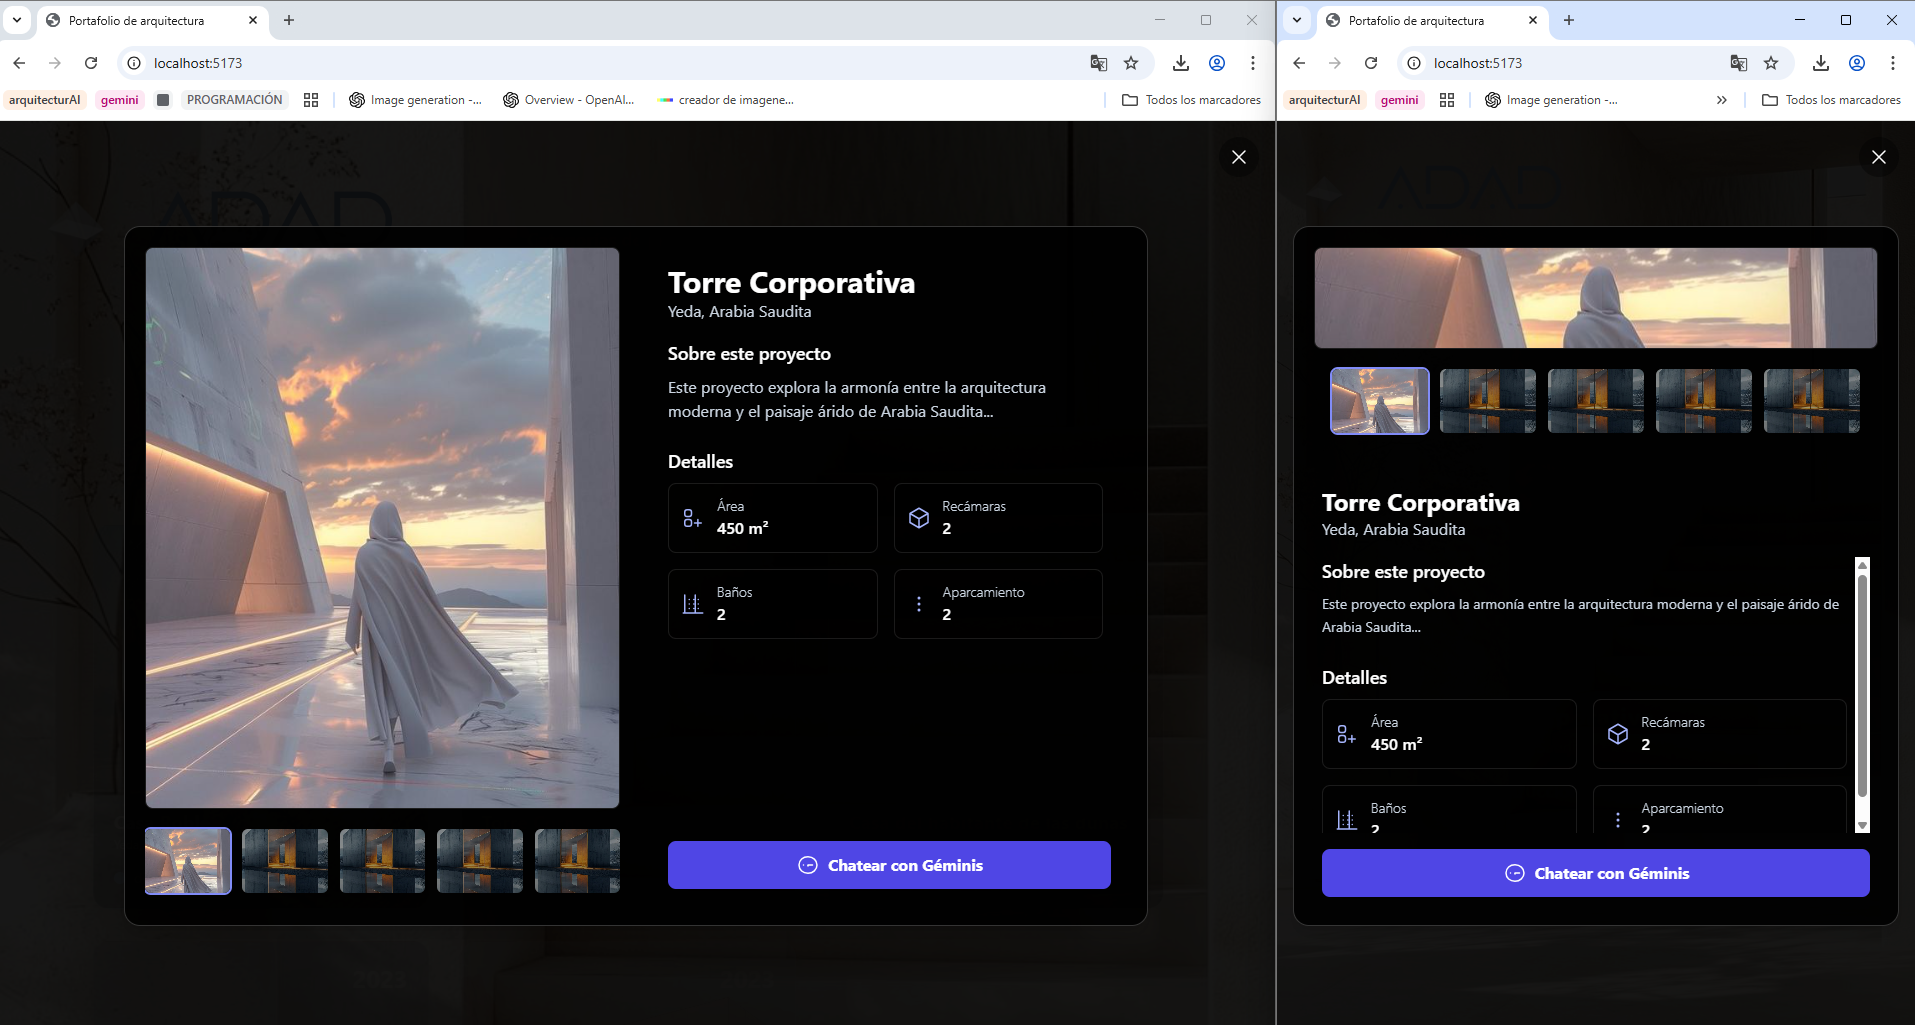 Portafolio de arquitectura
localhost:5173
arquitecturAI
gemini
PROGRAMACIÓN
Image generation -...
Overview - OpenAI...
creador de imagene...
Todos los marcadores
ADAD
Torre Corporativa
Yeda, Arabia Saudita
Sobre este proyecto
Este proyecto explora la armonía entre la arquitectura
moderna y el paisaje árido de Arabia Saudita...
Detalles
Área
450 m²
Recámaras
2
Baños
2
Aparcamiento
2
Chatear con Géminis
Portafolio de arquitectura
localhost:5173
arquitecturAI
gemini
Image generation -...
Todos los marcadores
ADAD
Torre Corporativa
Yeda, Arabia Saudita
Sobre este proyecto
Este proyecto explora la armonía entre la arquitectura moderna y el paisaje árido de
Arabia Saudita...
Detalles
Área
450 m²
Recámaras
2
Baños
2
Aparcamiento
2
Chatear con Géminis